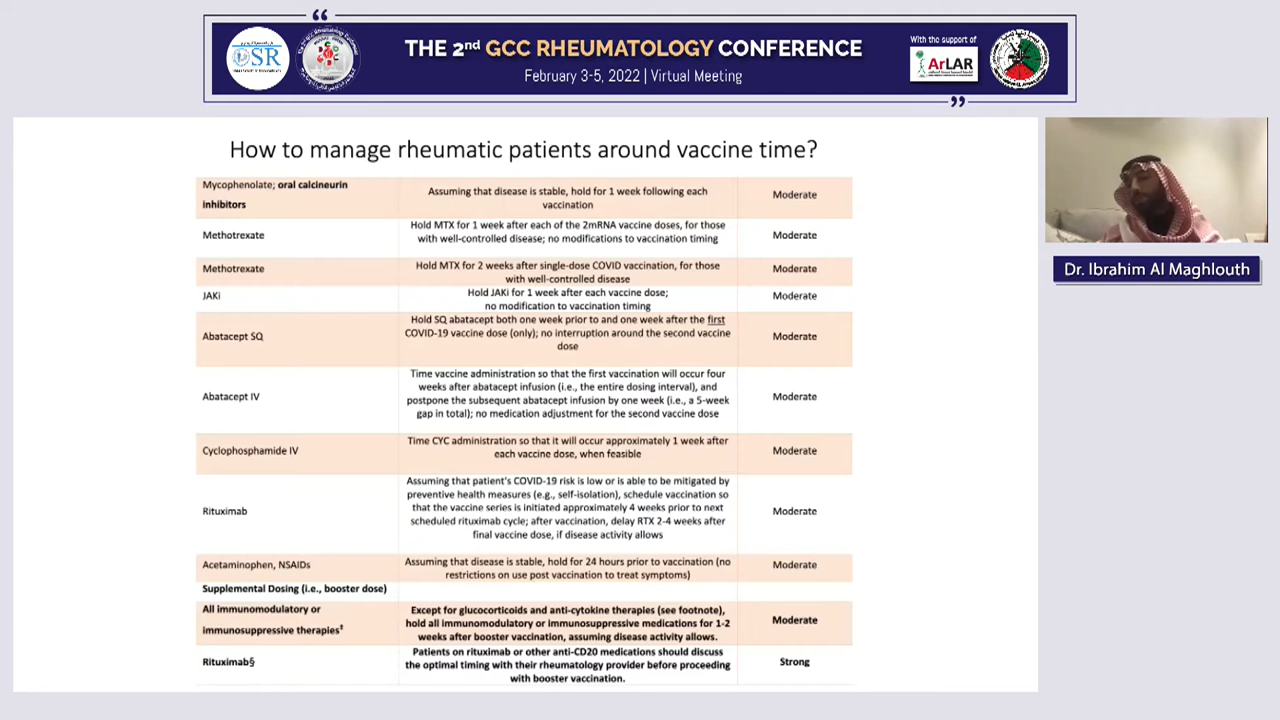 “
THE 2nd GCC RHEUMATOLOGY CONFERENCE
February 3-5, 2022 | Virtual Meeting
OSR
With the support of
ArLAR
”
How to manage rheumatic patients around vaccine time?
Mycophenolate; oral calcineurin
inhibitors
Assuming that disease is stable, hold for 1 week following each
vaccination
Moderate
Methotrexate
Hold MTX for 1 week after each of the 2mRNA vaccine doses, for those
with well-controlled disease; no modifications to vaccination timing
Moderate
Methotrexate
Hold MTX for 2 weeks after single-dose COVID vaccination, for those
with well-controlled disease
Moderate
JAKi
Hold JAKi for 1 week after each vaccine dose;
no modification to vaccination timing
Moderate
Abatacept SQ
Hold SQ abatacept both one week prior to and one week after the first
COVID-19 vaccine dose (only); no interruption around the second vaccine
dose
Moderate
Abatacept IV
Time vaccine administration so that the first vaccination will occur four
weeks after abatacept infusion (i.e., the entire dosing interval), and
postpone the subsequent abatacept infusion by one week (i.e., a 5-week
gap in total); no medication adjustment for the second vaccine dose
Moderate
Cyclophosphamide IV
Time CYC administration so that it will occur approximately 1 week after
each vaccine dose, when feasible
Moderate
Rituximab
Assuming that patient's COVID-19 risk is low or is able to be mitigated by
preventive health measures (e.g., self-isolation), schedule vaccination so
that the vaccine series is initiated approximately 4 weeks prior to next
scheduled rituximab cycle; after vaccination, delay RTX 2-4 weeks after
final vaccine dose, if disease activity allows
Moderate
Acetaminophen, NSAIDs
Assuming that disease is stable, hold for 24 hours prior to vaccination (no
restrictions on use post vaccination to treat symptoms)
Moderate
Supplemental Dosing (i.e., booster dose)
All immunomodulatory or
immunosuppressive therapies‡
Except for glucocorticoids and anti-cytokine therapies (see footnote),
hold all immunomodulatory or immunosuppressive medications for 1-2
weeks after booster vaccination, assuming disease activity allows.
Moderate
Rituximab§
Patients on rituximab or other anti-CD20 medications should discuss
the optimal timing with their rheumatology provider before proceeding
with booster vaccination.
Strong
Dr. Ibrahim Al Maghlouth